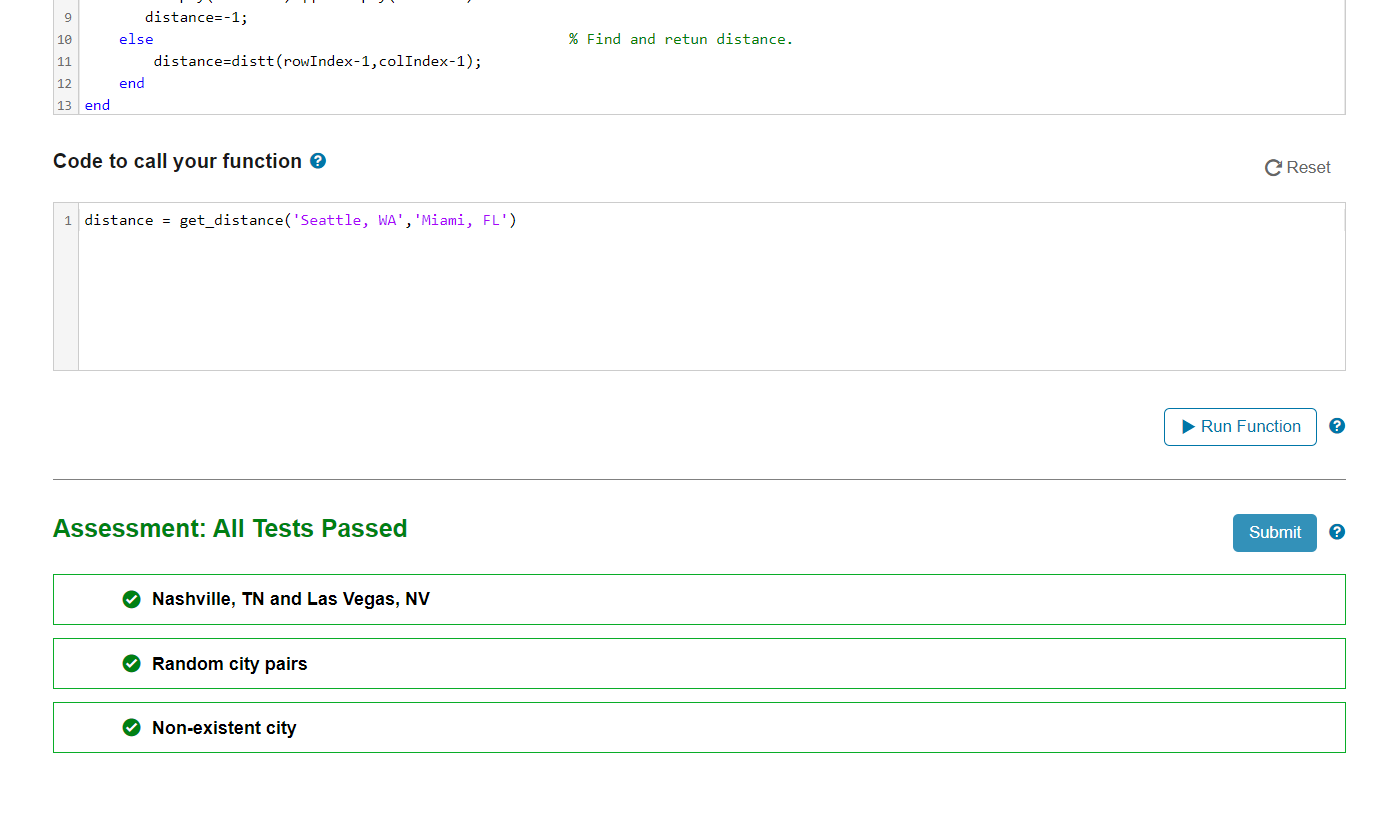 9 distance=-1;
10 else % Find and retun distance.
11 distance=distt(rowIndex-1,colIndex-1);
12 end
13 end
Code to call your function ?
Reset
1 distance = get_distance('Seattle, WA','Miami, FL')
Run Function ?
Assessment: All Tests Passed
Submit ?
Nashville, TN and Las Vegas, NV
Random city pairs
Non-existent city